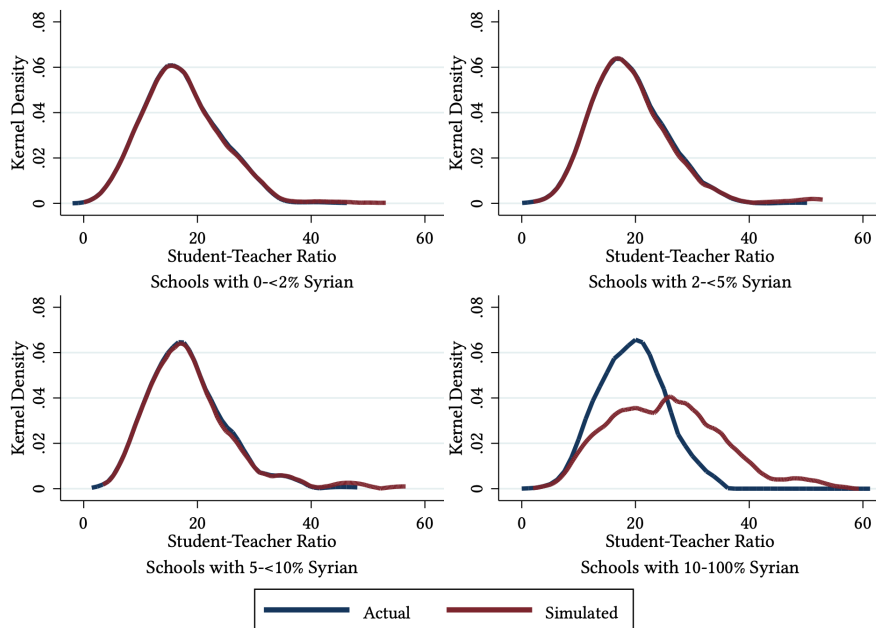 Kernel Density
0 .02 .04 .06 .08
0 20 40 60
Student-Teacher Ratio
Schools with 0-<2% Syrian
Kernel Density
0 .02 .04 .06 .08
0 20 40 60
Student-Teacher Ratio
Schools with 2-<5% Syrian
Kernel Density
0 .02 .04 .06 .08
0 20 40 60
Student-Teacher Ratio
Schools with 5-<10% Syrian
Kernel Density
0 .02 .04 .06 .08
0 20 40 60
Student-Teacher Ratio
Schools with 10-100% Syrian
Actual Simulated